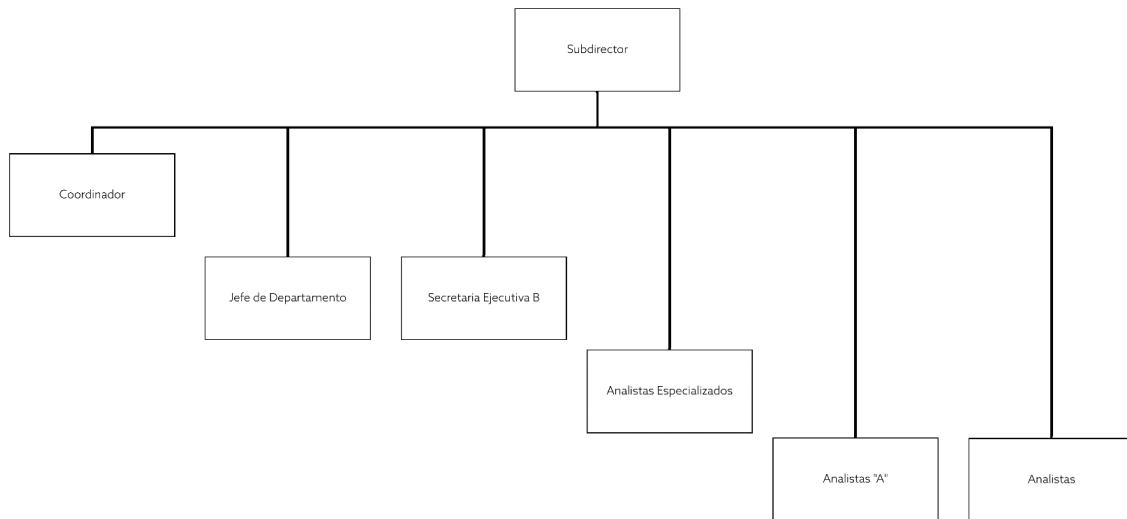 Subdirector
Coordinador
Jefe de Departamento
Secretaria Ejecutiva B
Analistas Especializados
Analistas "A"
Analistas